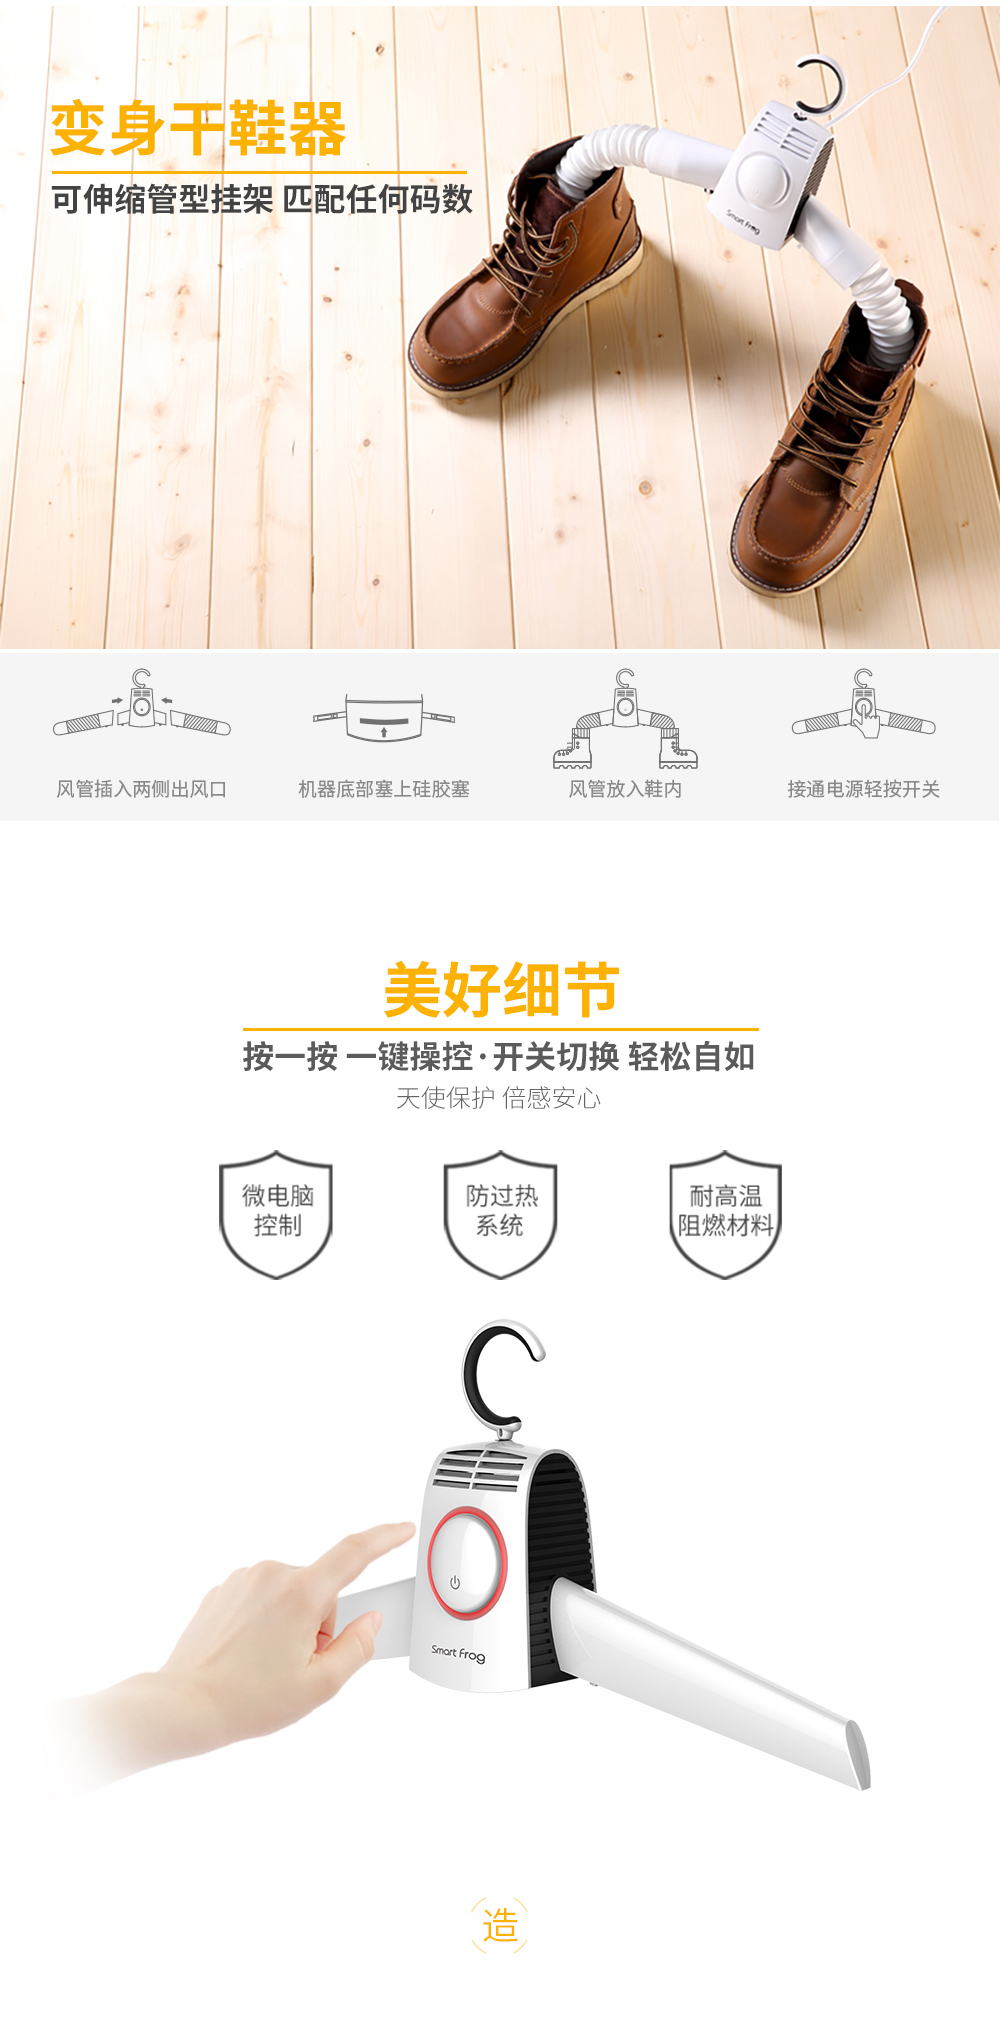 变身干鞋器
可伸缩管型挂架 匹配任何码数
Smart Frog
风管插入两侧出风口
机器底部塞上硅胶塞
风管放入鞋内
接通电源轻按开关
美好细节
按一按 一键操控·开关切换 轻松自如
天使保护 倍感安心
微电脑
控制
防过热
系统
耐高温
阻燃材料
Smart Frog
造